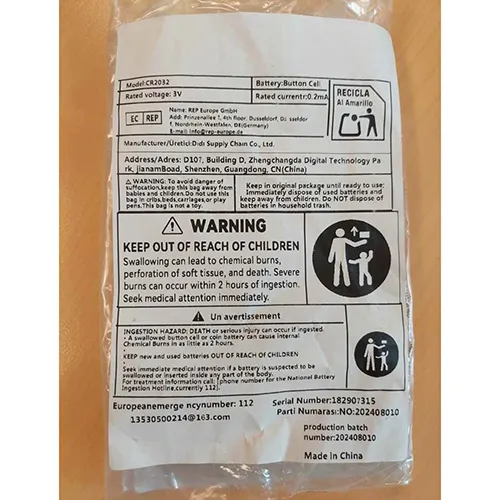 Model:CR2032
Battery:Button Cell
Rated voltage: 3V
Rated current:0.2mA
RECICLA
Al Amarillo
EC REP
Name: REP Europe GmbH
Add: Prinzenallee 7, 4th floor, Dusseldorf, Dusseldor
f, Nordrhein-Westfalen, DE(Germany)
E-mail: info@rep-europe.de
Manufacturer/Üretici:Didi Supply Chain Co., Ltd.
Address/Adres: D107, Building D, Zhengchangda Digital Technology Pa
rk, JianamBoad, Shenzhen, Guangdong, CN(China)
WARNING: To avoid danger of
suffocation,keep this bag away from
babies and children.Do not use this
bag in cribs,beds,carriages,or play
pens.This bag is not a toy.
Keep in original package until ready to use:
Immediately dispose of used batteries and
keep away from children. Do NOT dispose of
batteries in household trash.
WARNING
KEEP OUT OF REACH OF CHILDREN
Swallowing can lead to chemical burns,
perforation of soft tissue, and death. Severe
burns can occur within 2 hours of ingestion.
Seek medical attention immediately.
Un avertissement
INGESTION HAZARD: DEATH or serious injury can occur if ingested.
· A swallowed button cell or coin battery can cause internal
Chemical Burns in as little as 2 hours.
KEEP new and used batteries OUT OF REACH OF CHILDREN
Seek immediate medical attention if a battery is suspected to be
swallowed or inserted inside any part of the body.
For treatment information call: [phone number for the National Battery
Ingestion Hotline,currently 112].
Europeanemerge ncynumber: 112
13530500214@163.com
Serial Number:182907315
Parti Numarası:NO:202408010
production batch
number:202408010
Made in China